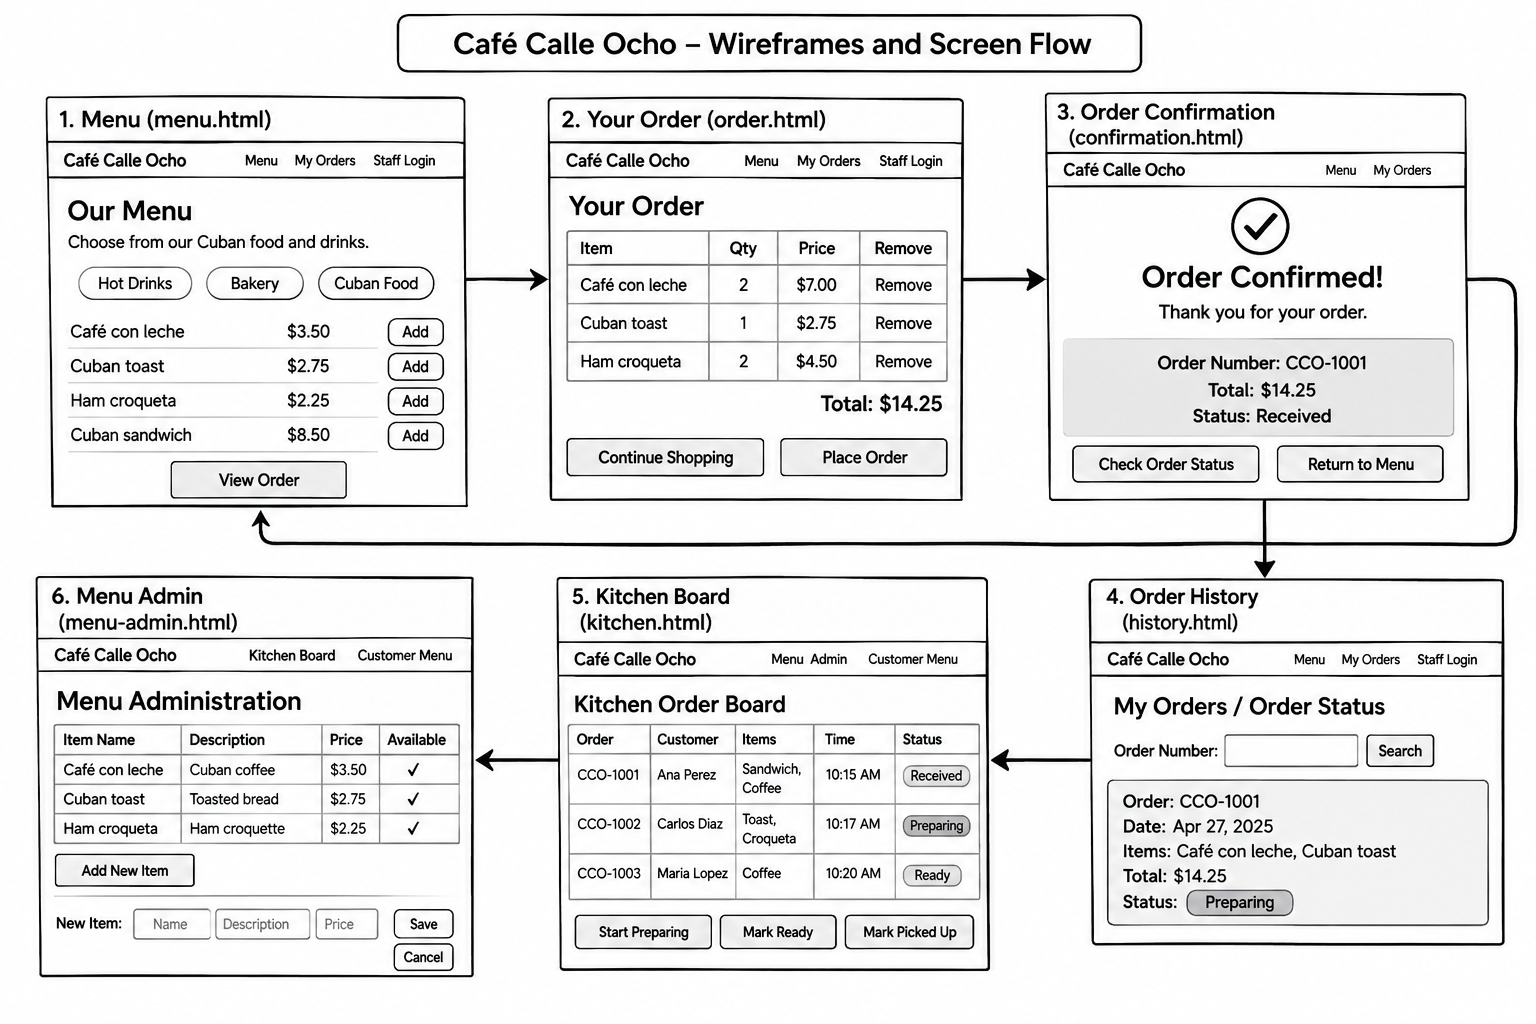 Café Calle Ocho – Wireframes and Screen Flow
1. Menu (menu.html)
Café Calle Ocho Menu My Orders Staff Login
Our Menu
Choose from our Cuban food and drinks.
Hot Drinks Bakery Cuban Food
Café con leche $3.50 Add
Cuban toast $2.75 Add
Ham croqueta $2.25 Add
Cuban sandwich $8.50 Add
View Order
2. Your Order (order.html)
Café Calle Ocho Menu My Orders Staff Login
Your Order
Item Qty Price Remove
Café con leche 2 $7.00 Remove
Cuban toast 1 $2.75 Remove
Ham croqueta 2 $4.50 Remove
Total: $14.25
Continue Shopping Place Order
3. Order Confirmation
(confirmation.html)
Café Calle Ocho Menu My Orders
Order Confirmed!
Thank you for your order.
Order Number: CCO-1001
Total: $14.25
Status: Received
Check Order Status Return to Menu
4. Order History
(history.html)
Café Calle Ocho Menu My Orders Staff Login
My Orders / Order Status
Order Number: Search
Order: CCO-1001
Date: Apr 27, 2025
Items: Café con leche, Cuban toast
Total: $14.25
Status: Preparing
5. Kitchen Board
(kitchen.html)
Café Calle Ocho Menu Admin Customer Menu
Kitchen Order Board
Order Customer Items Time Status
CCO-1001 Ana Perez Sandwich, Coffee 10:15 AM Received
CCO-1002 Carlos Diaz Toast, Croqueta 10:17 AM Preparing
CCO-1003 Maria Lopez Coffee 10:20 AM Ready
Start Preparing Mark Ready Mark Picked Up
6. Menu Admin
(menu-admin.html)
Café Calle Ocho Kitchen Board Customer Menu
Menu Administration
Item Name Description Price Available
Café con leche Cuban coffee $3.50 ✓
Cuban toast Toasted bread $2.75 ✓
Ham croqueta Ham croquette $2.25 ✓
Add New Item
New Item: Name Description Price Save
Cancel